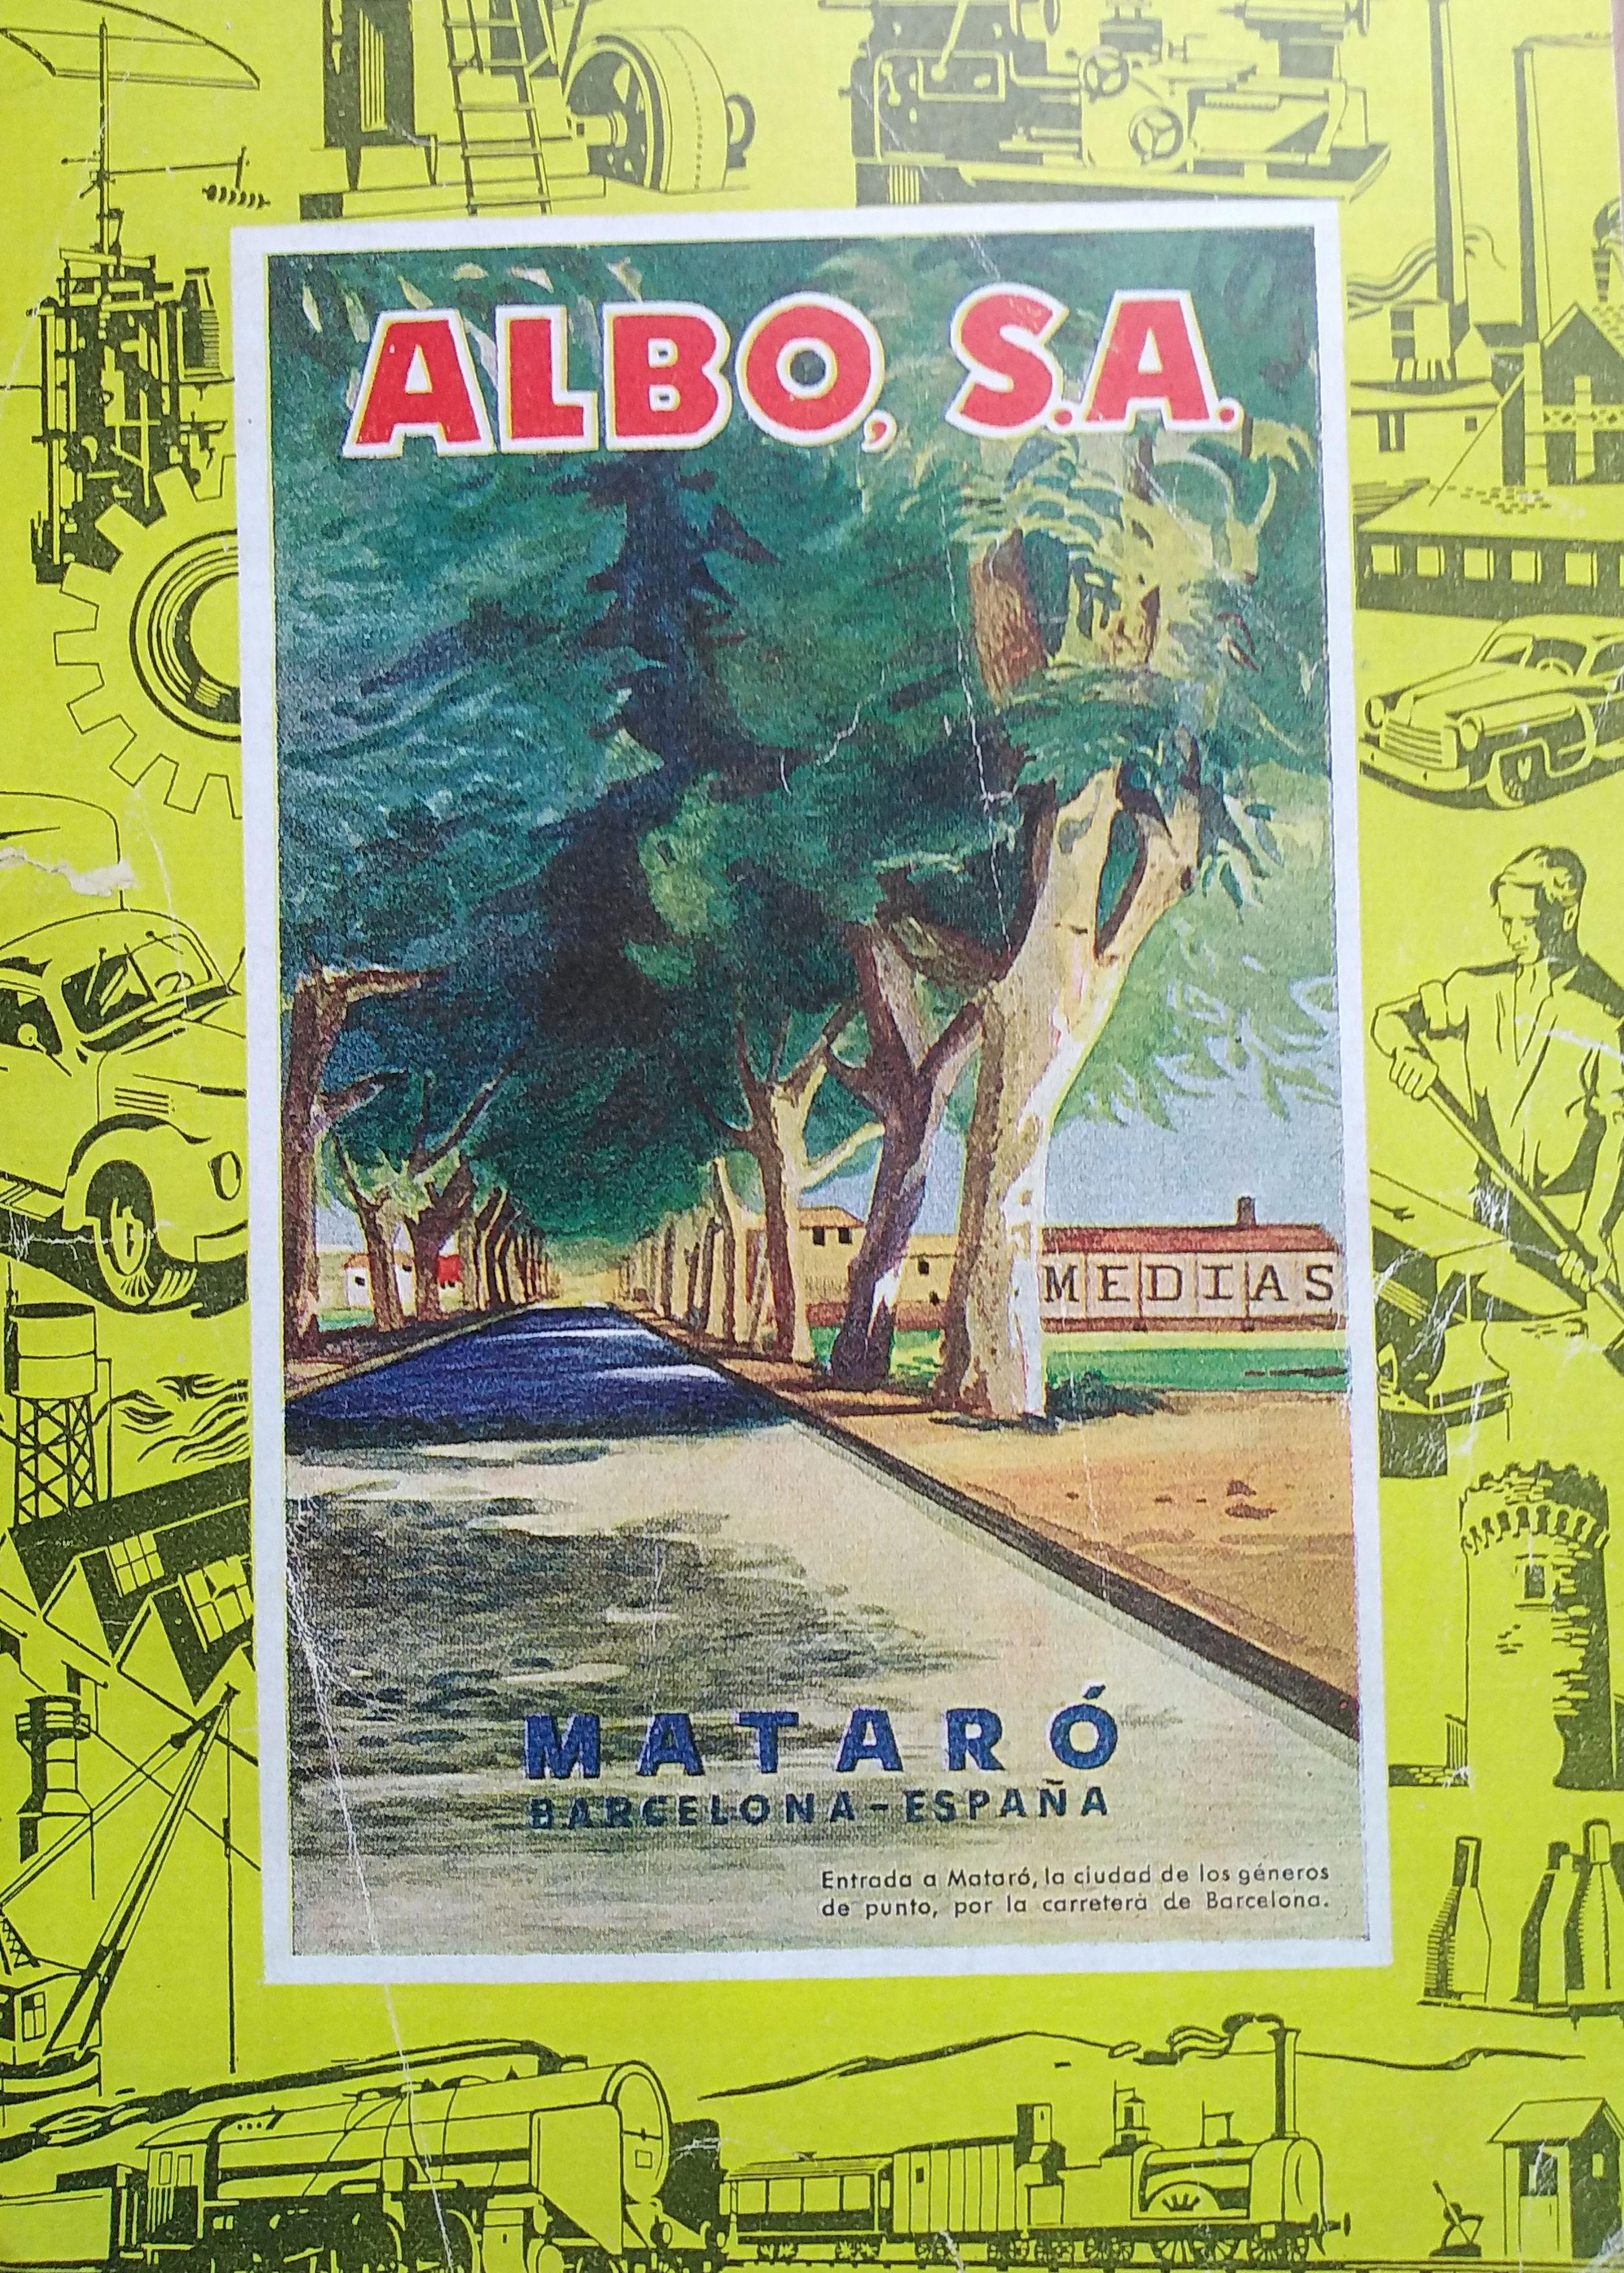 ALBO, S.A.
MEDIAS
MATARÓ
BARCELONA-ESPAÑA
Entrada a Mataró, la ciudad de los géneros
de punto, por la carretera de Barcelona.